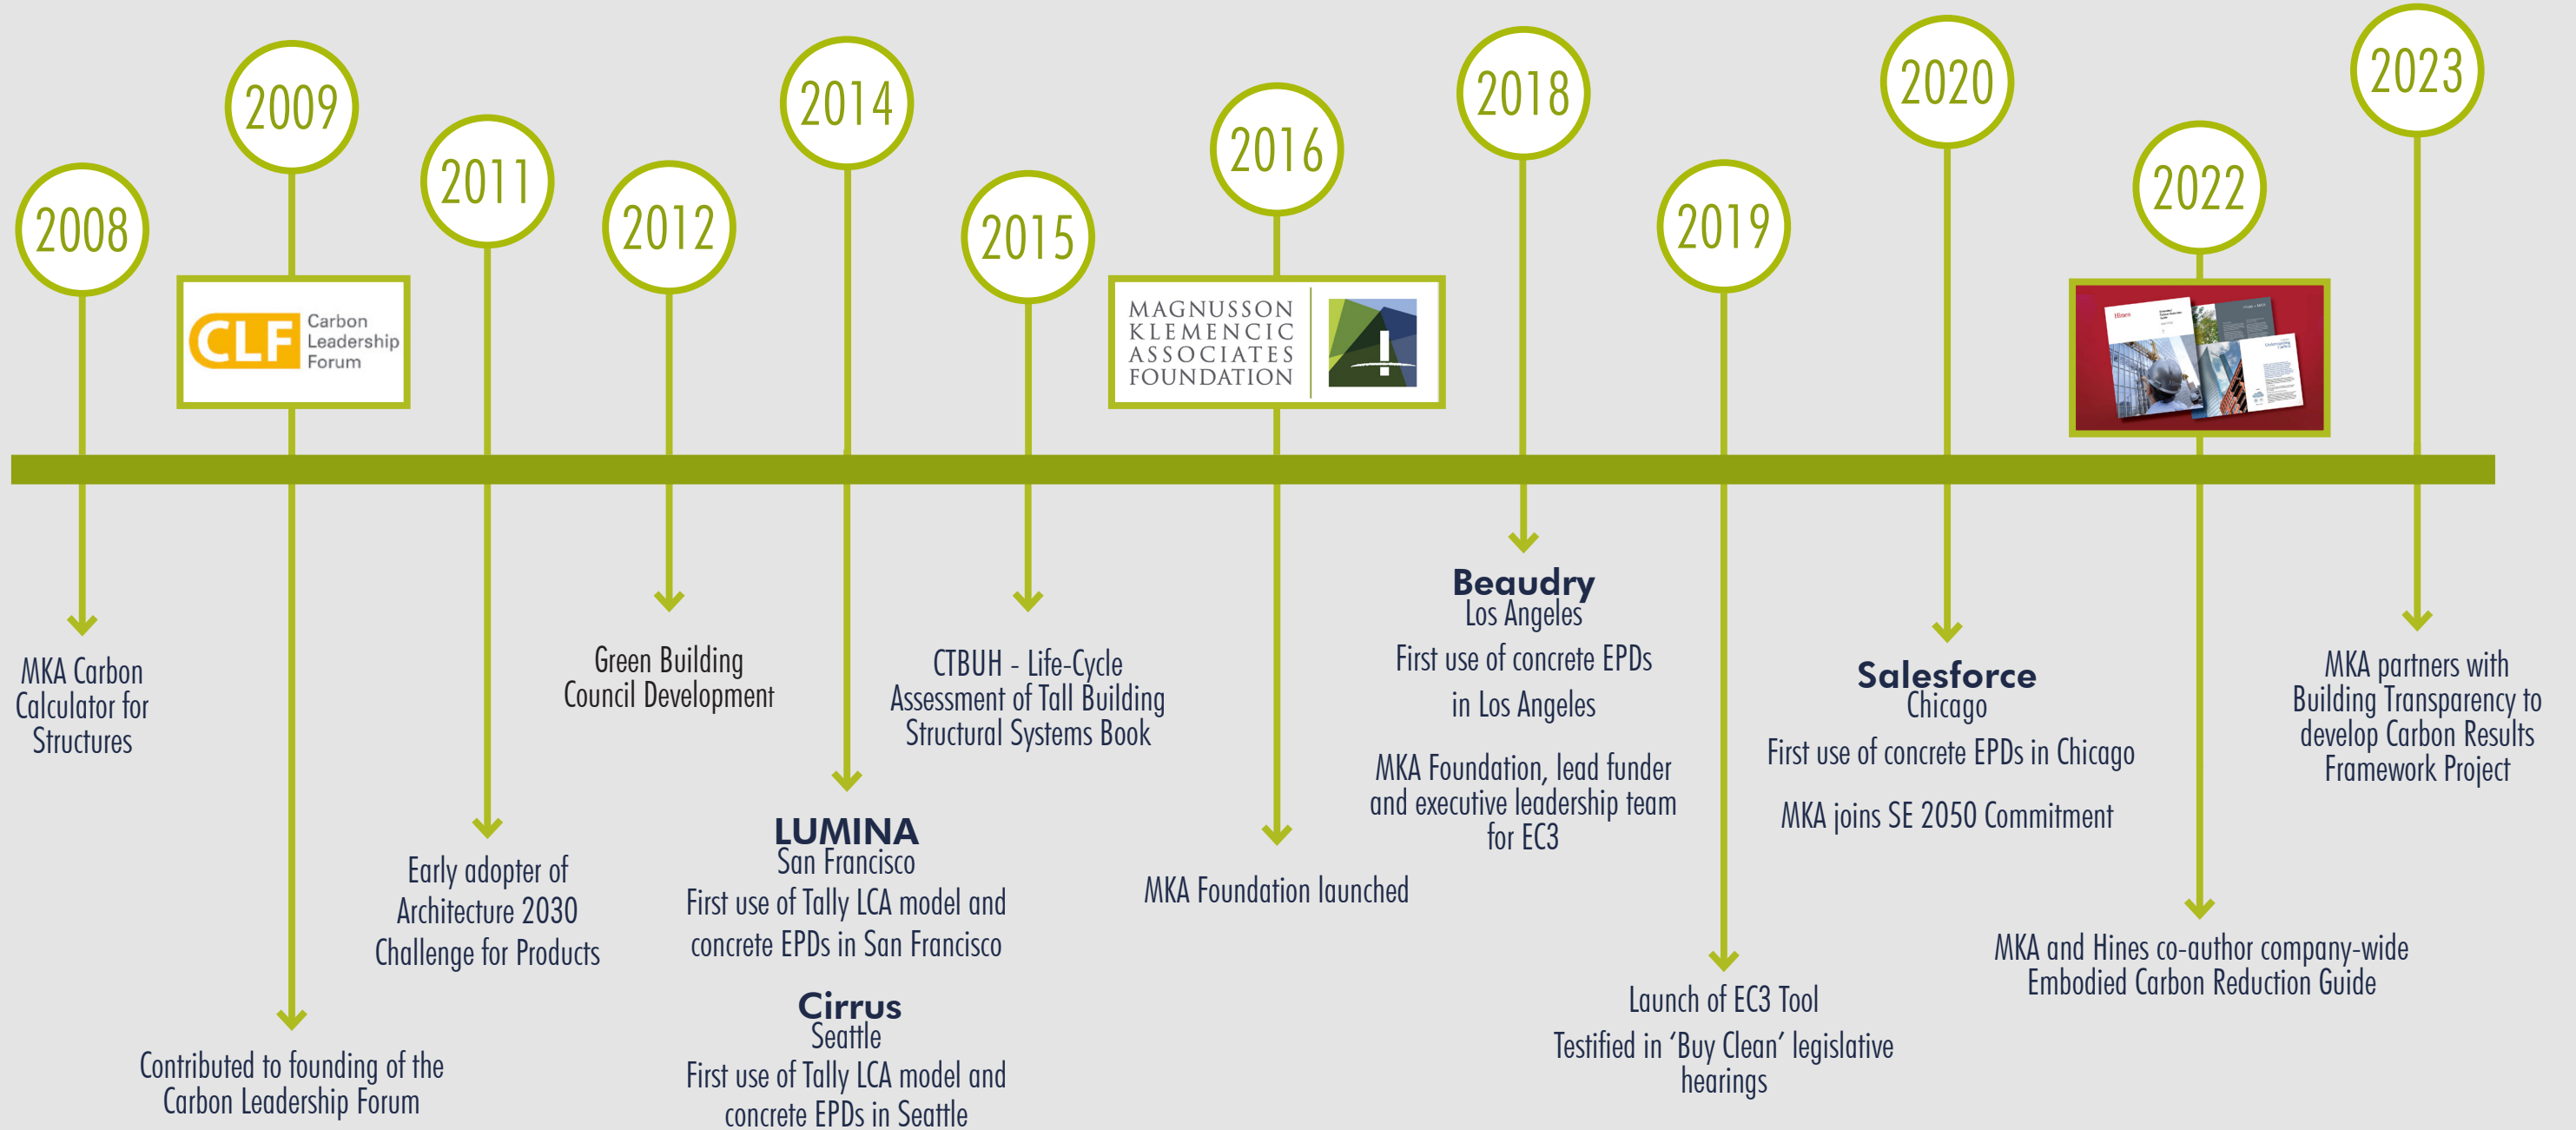 2008
MKA Carbon
Calculator for
Structures
2009
CLF
Carbon
Leadership
Forum
Contributed to founding of the
Carbon Leadership Forum
2011
Early adopter of
Architecture 2030
Challenge for Products
2012
Green Building
Council Development
2014
LUMINA
San Francisco
First use of Tally LCA model and
concrete EPDs in San Francisco
Cirrus
Seattle
First use of Tally LCA model and
concrete EPDs in Seattle
2015
CTBUH - Life-Cycle
Assessment of Tall Building
Structural Systems Book
2016
MAGNUSSON
KLEMENCIC
ASSOCIATES
FOUNDATION
MKA Foundation launched
2018
Beaudry
Los Angeles
First use of concrete EPDs
in Los Angeles
MKA Foundation, lead funder
and executive leadership team
for EC3
2019
Launch of EC3 Tool
Testified in ‘Buy Clean’ legislative
hearings
2020
Salesforce
Chicago
First use of concrete EPDs in Chicago
MKA joins SE 2050 Commitment
2022
Hines
MKA and Hines co-author company-wide
Embodied Carbon Reduction Guide
2023
MKA partners with
Building Transparency to
develop Carbon Results
Framework Project